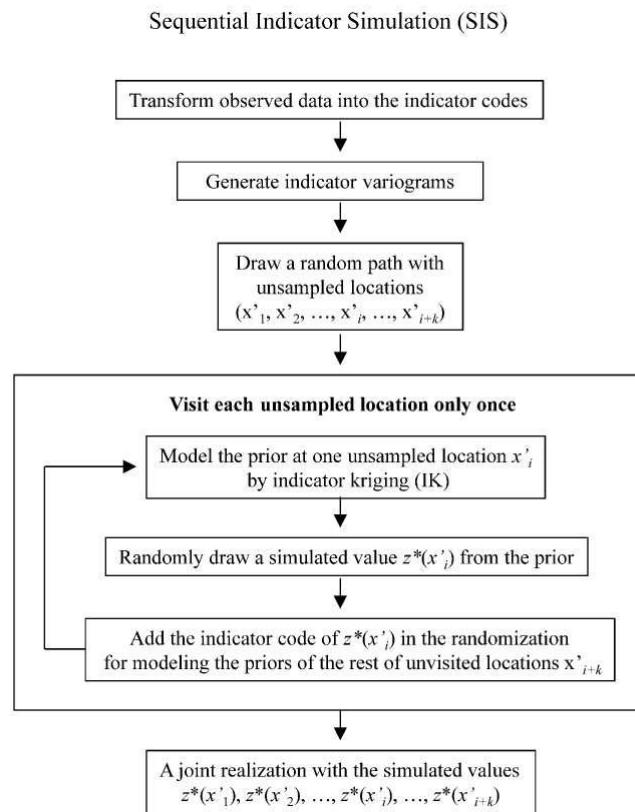 Sequential Indicator Simulation (SIS)
Transform observed data into the indicator codes
Generate indicator variograms
Draw a random path with
unsampled locations
(x'₁, x'₂, …, x'ᵢ, …, x'ᵢ₊ₖ)
Visit each unsampled location only once
Model the prior at one unsampled location x'ᵢ
by indicator kriging (IK)
Randomly draw a simulated value z*(x'ᵢ) from the prior
Add the indicator code of z*(x'ᵢ) in the randomization
for modeling the priors of the rest of unvisited locations x'ᵢ₊ₖ
A joint realization with the simulated values
z*(x'₁), z*(x'₂), …, z*(x'ᵢ), …, z*(x'ᵢ₊ₖ)